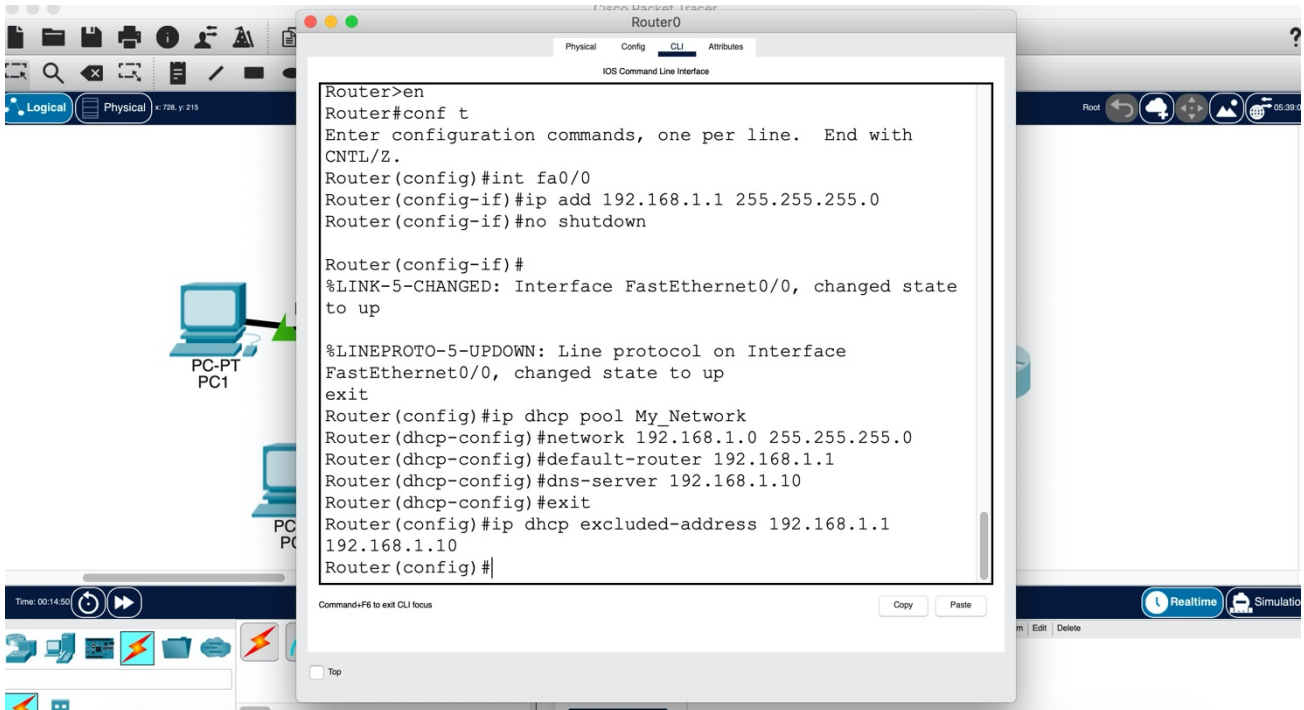 Cisco Packet Tracer
Router0
Physical Config CLI Attributes
IOS Command Line Interface
Logical
Physical
x: 728, y: 215
Root
Router>en
Router#conf t
Enter configuration commands, one per line.  End with
CNTL/Z.
Router(config)#int fa0/0
Router(config-if)#ip add 192.168.1.1 255.255.255.0
Router(config-if)#no shutdown
Router(config-if)#
%LINK-5-CHANGED: Interface FastEthernet0/0, changed state
to up
%LINEPROTO-5-UPDOWN: Line protocol on Interface
FastEthernet0/0, changed state to up
exit
Router(config)#ip dhcp pool My_Network
Router(dhcp-config)#network 192.168.1.0 255.255.255.0
Router(dhcp-config)#default-router 192.168.1.1
Router(dhcp-config)#dns-server 192.168.1.10
Router(dhcp-config)#exit
Router(config)#ip dhcp excluded-address 192.168.1.1
192.168.1.10
Router(config)#
PC-PT
PC1
PC
Time: 00:14:50
Command+F6 to exit CLI focus
Copy
Paste
Realtime
Simulatio
Edit
Delete
Top